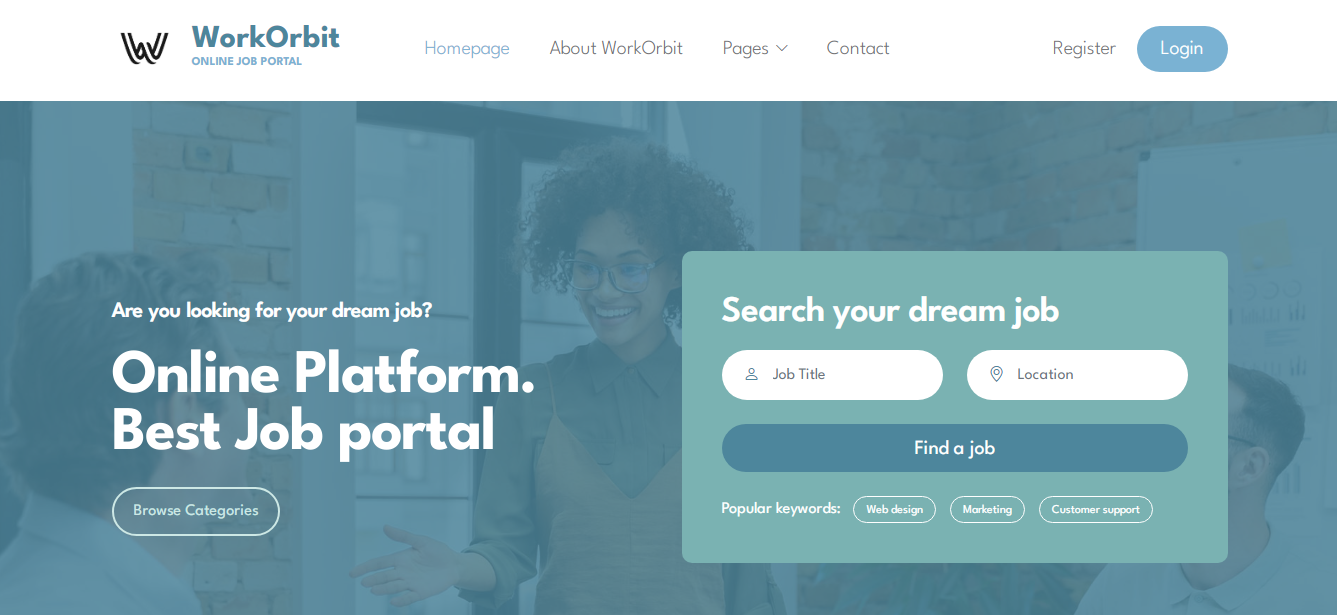 W
WorkOrbit
ONLINE JOB PORTAL
Homepage
About WorkOrbit
Pages
Contact
Register
Login
Are you looking for your dream job?
Online Platform.
Best Job portal
Browse Categories
Search your dream job
Job Title
Location
Find a job
Popular keywords:
Web design
Marketing
Customer support